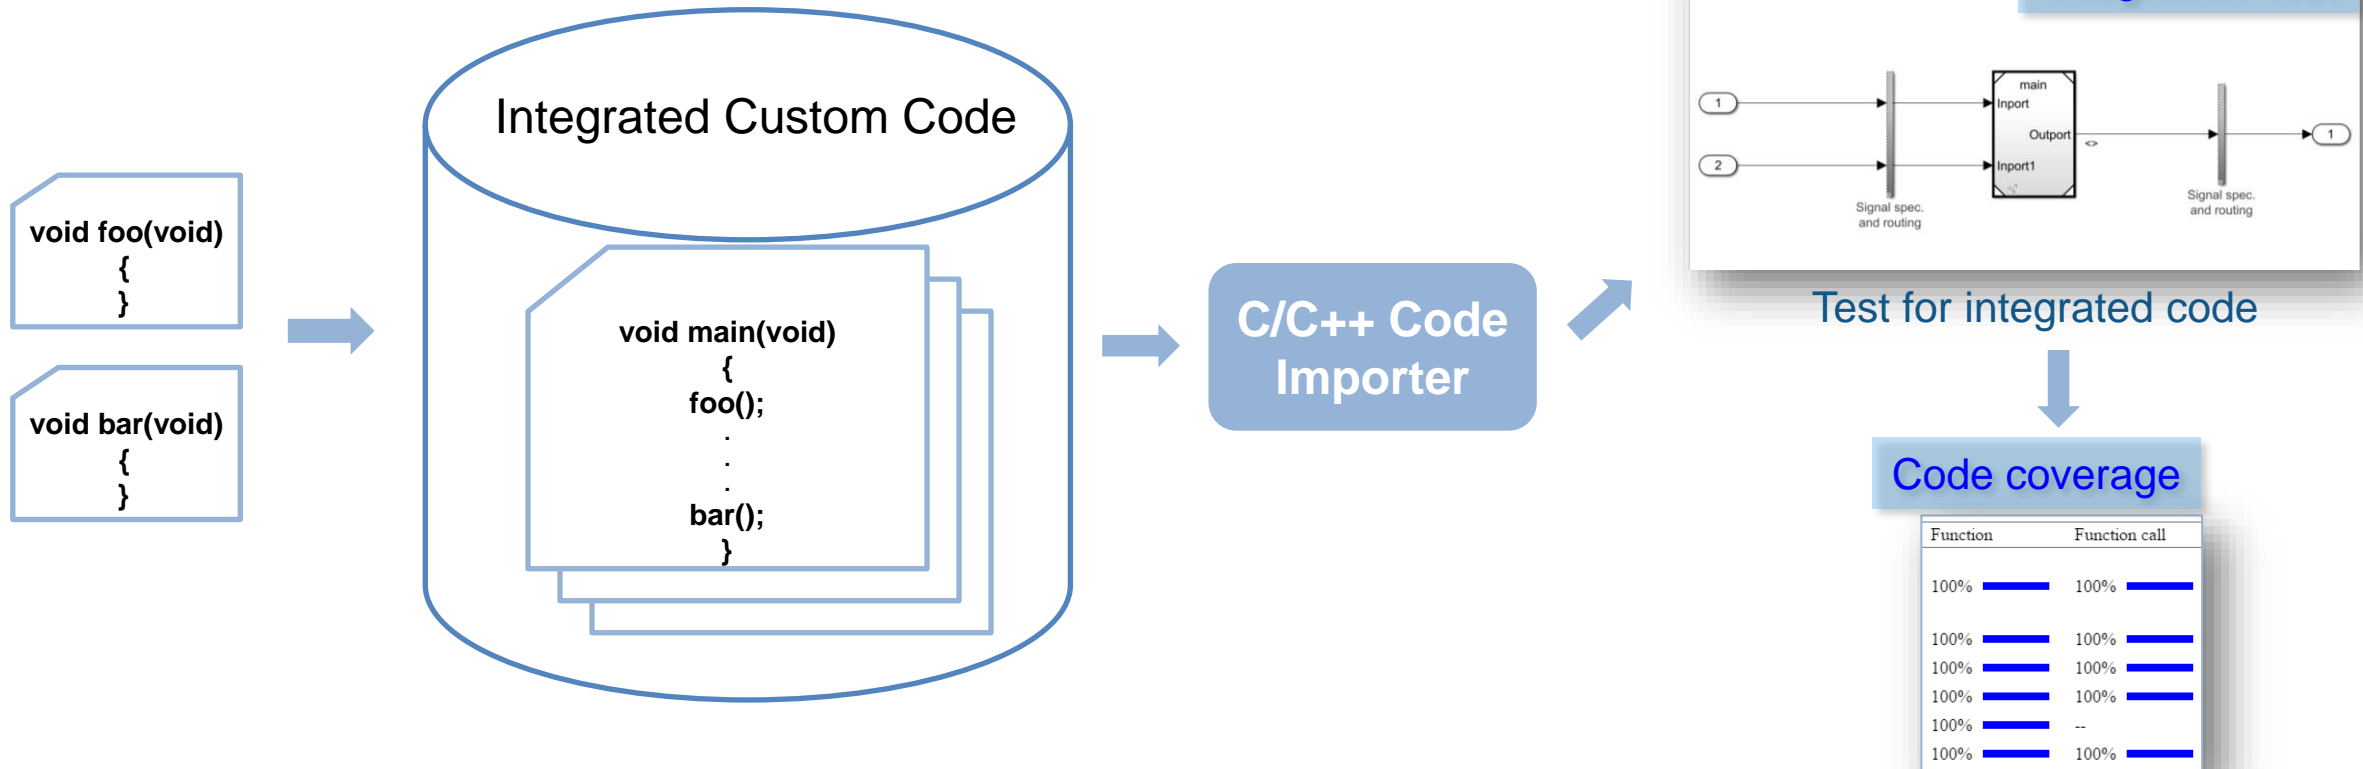 void foo(void)
{
}
void bar(void)
{
}
Integrated Custom Code
void main(void)
{
foo();
.
.
.
bar();
}
C/C++ Code
Importer
1
2
Signal spec.
and routing
main
Inport
Outport
Inport1
<>
Signal spec.
and routing
1
Test for integrated code
Code coverage
Function Function call
100% 100%
100% 100%
100% 100%
100% 100%
100% --
100% 100%